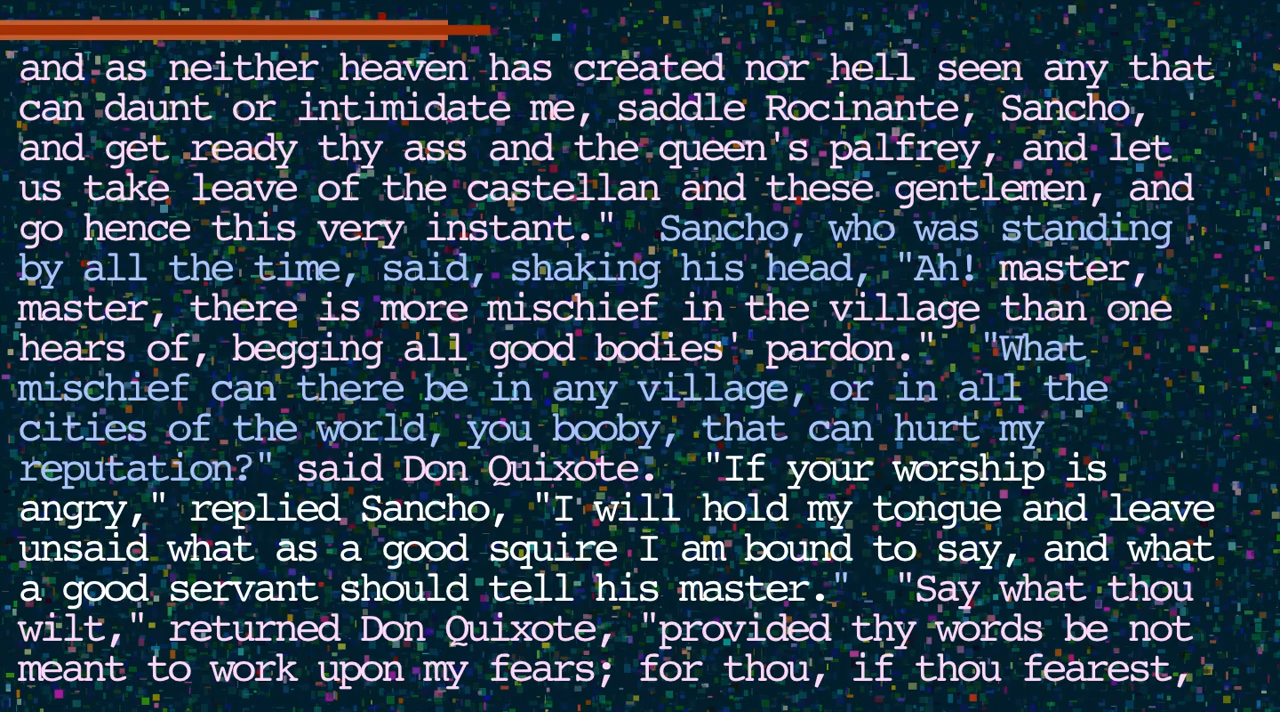 and as neither heaven has created nor hell seen any that
can daunt or intimidate me, saddle Rocinante, Sancho,
and get ready thy ass and the queen's palfrey, and let
us take leave of the castellan and these gentlemen, and
go hence this very instant."  Sancho, who was standing
by all the time, said, shaking his head, "Ah! master,
master, there is more mischief in the village than one
hears of, begging all good bodies' pardon."  "What
mischief can there be in any village, or in all the
cities of the world, you booby, that can hurt my
reputation?" said Don Quixote.  "If your worship is
angry," replied Sancho, "I will hold my tongue and leave
unsaid what as a good squire I am bound to say, and what
a good servant should tell his master."  "Say what thou
wilt," returned Don Quixote, "provided thy words be not
meant to work upon my fears; for thou, if thou fearest,